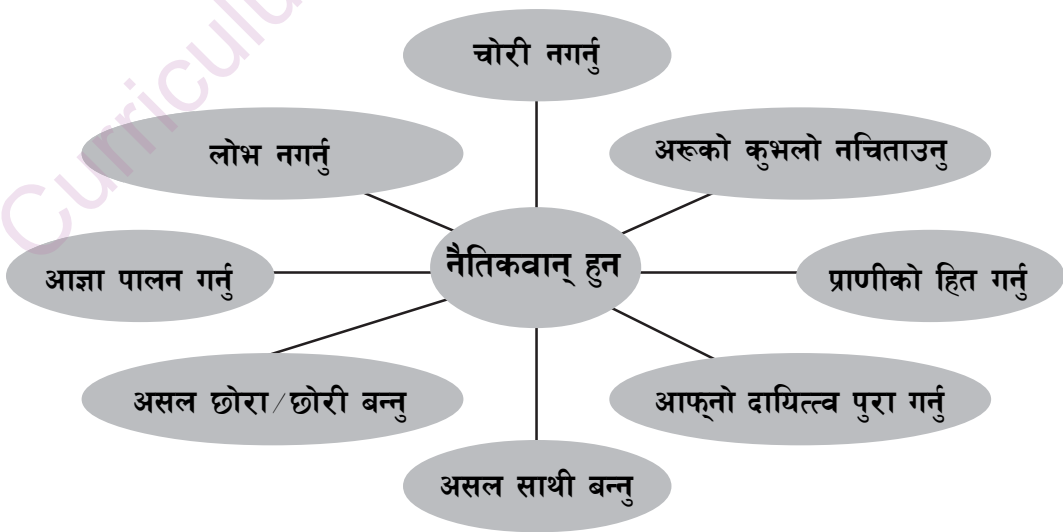 चोरी नगर्नु
लोभ नगर्नु
अरूको कुभलो नचिताउनु
नैतिकवान् हुन
आज्ञा पालन गर्नु
प्राणीको हित गर्नु
असल छोरा/छोरी बन्नु
आफ्नो दायित्त्व पुरा गर्नु
असल साथी बन्नु